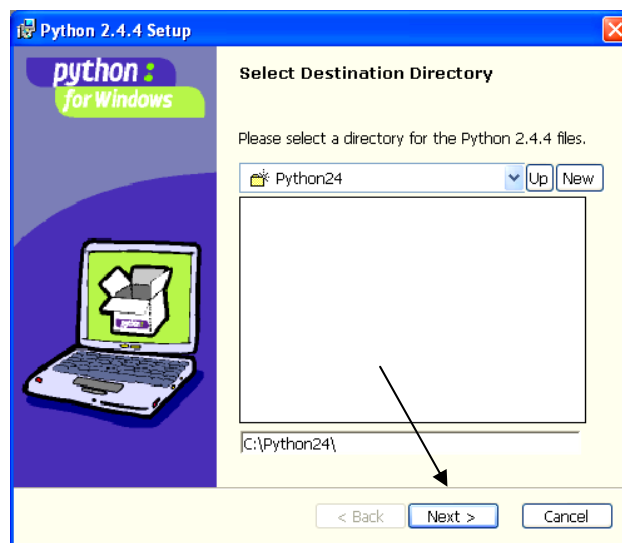 Python 2.4.4 Setup
python :
for Windows
Select Destination Directory
Please select a directory for the Python 2.4.4 files.
Python24
Up New
C:\Python24\
< Back Next > Cancel